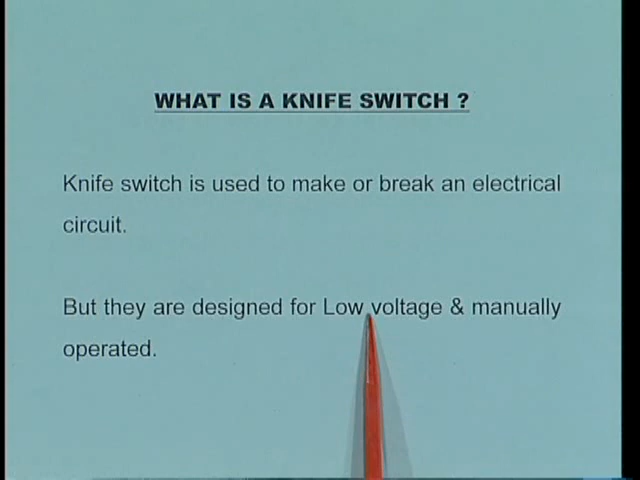 WHAT IS A KNIFE SWITCH ?
Knife switch is used to make or break an electrical
circuit.
But they are designed for Low voltage & manually
operated.